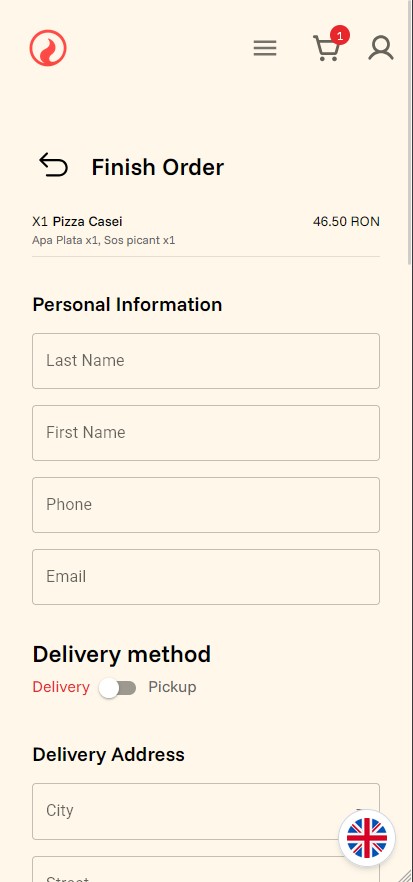 1
Finish Order
X1 Pizza Casei 46.50 RON
Apa Plata x1, Sos picant x1
Personal Information
Last Name
First Name
Phone
Email
Delivery method
Delivery Pickup
Delivery Address
City
Street